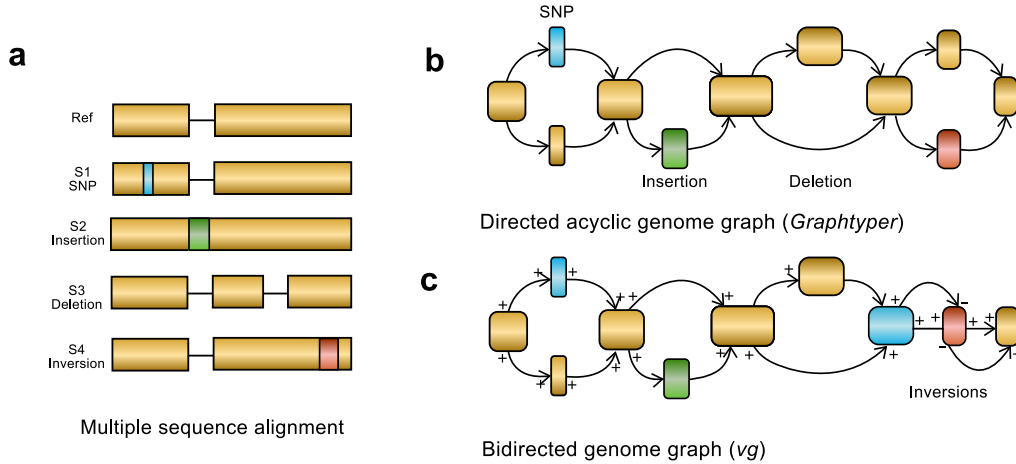 a
Ref
S1
SNP
S2
Insertion
S3
Deletion
S4
Inversion
Multiple sequence alignment
b
SNP
Insertion
Deletion
Directed acyclic genome graph (Graphtyper)
c
+ + + + + + + + + + + + + + + + + + + + + + − −
Inversions
Bidirected genome graph (vg)